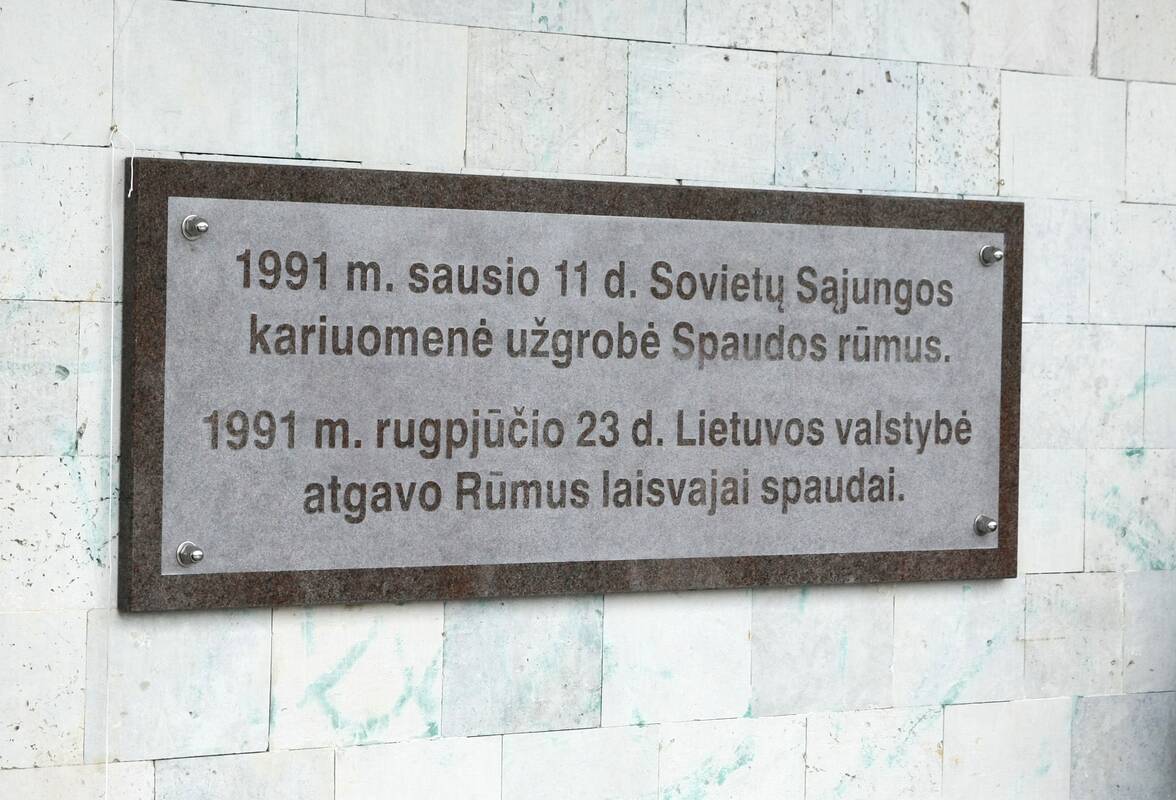 1991 m. sausio 11 d. Sovietų Sąjungos
kariuomenė užgrobė Spaudos rūmus.
1991 m. rugpjūčio 23 d. Lietuvos valstybė
atgavo Rūmus laisvajai spaudai.